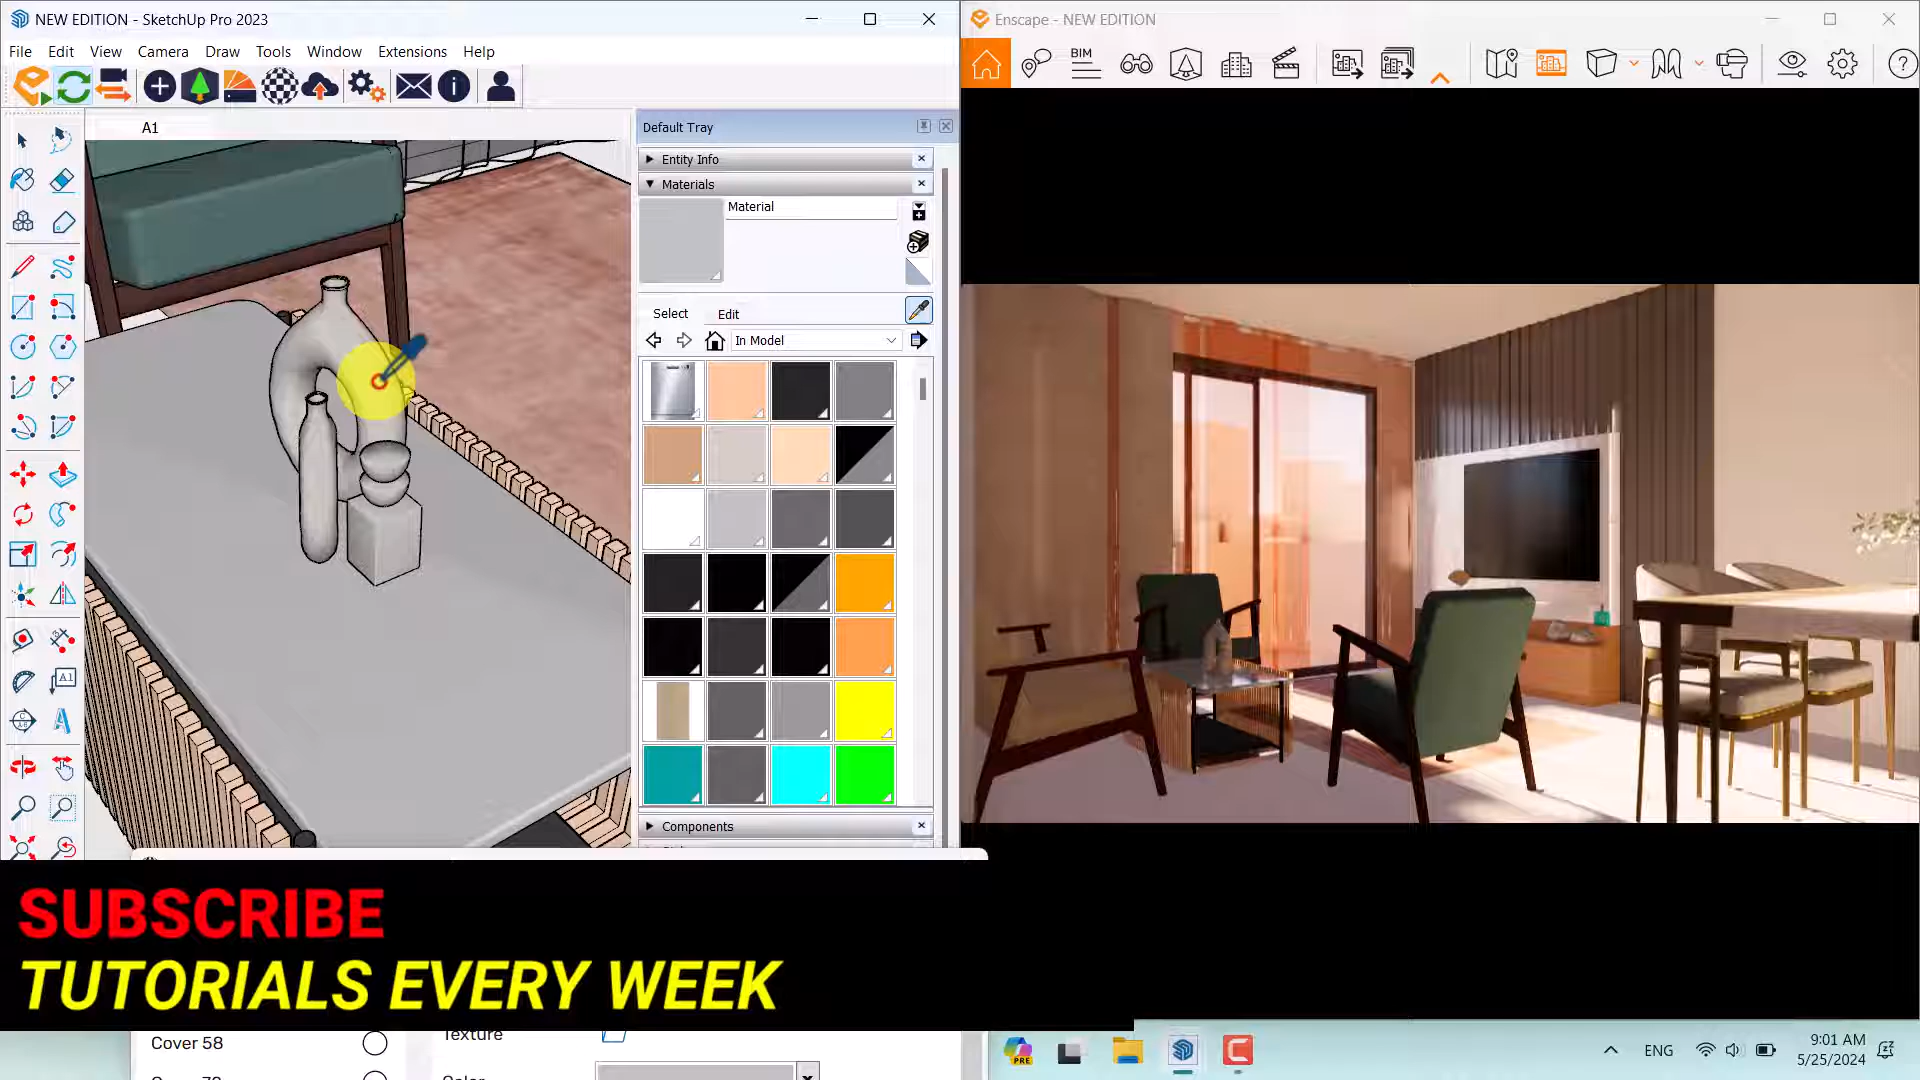 NEW EDITION - SketchUp Pro 2023
File Edit View Camera Draw Tools Window Extensions Help
A1
Default Tray
Entity Info
Materials
Material
Select Edit
In Model
Components
Enscape - NEW EDITION
BIM
SUBSCRIBE
TUTORIALS EVERY WEEK
Cover 58
Texture
PRE
ENG
9:01 AM
5/25/2024